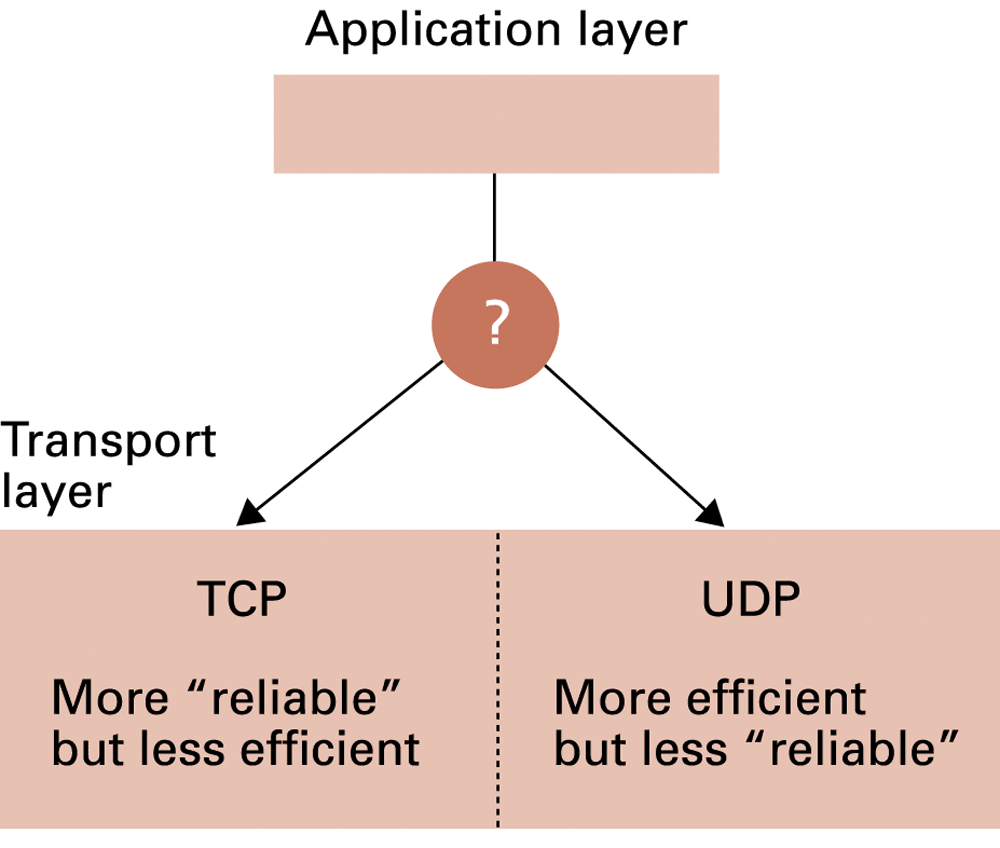 Application layer
?
Transport
layer
TCP
More “reliable”
but less efficient
UDP
More efficient
but less “reliable”